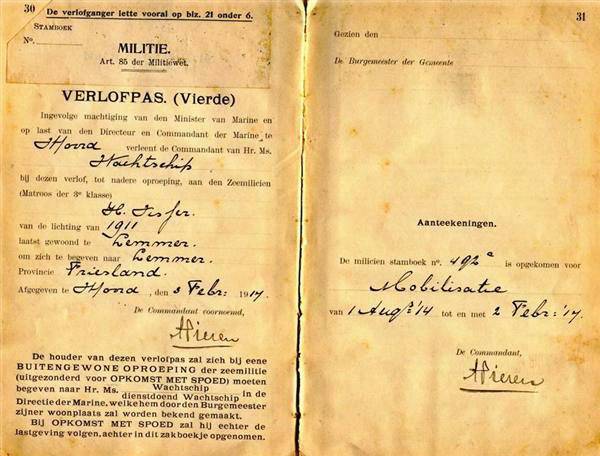 30 De verlofganger lette vooral op blz. 21 onder 6.
STAMBOEK
No.
MILITIE.
Art. 85 der Militiewet.
VERLOFPAS. (Vierde)
Ingevolge machtiging van den Minister van Marine en
op last van den Directeur en Commandant der Marine te
verleent de Commandant van Hr. Ms.
Wachtschip
bij dezen verlof, tot nadere oproeping, aan den Zeemilicien
(Matroos der 3e klasse)
H. Visser.
van de lichting van 1911
laatst gewoond te Lemmer.
om zich te begeven naar Lemmer.
Provincie Friesland.
Afgegeven te , den 3 Febr: 1917.
De Commandant voornoemd,
De houder van dezen verlofpas zal zich bij eene
BUITENGEWONE OPROEPING der zeemilitie
(uitgezonderd voor OPKOMST MET SPOED) moeten
begeven naar Hr. Ms. Wachtschip
dienstdoend Wachtschip in de
Directie der Marine, welke hem door den Burgemeester
zijner woonplaats zal worden bekend gemaakt.
Bij OPKOMST MET SPOED zal hij echter de
lastgeving volgen, achter in dit zakboekje opgenomen.
31
Gezien den
De Burgemeester der Gemeente
Aanteekeningen.
De milicien stamboek no. 492c is opgekomen voor
Mobilisatie
van 1 Augs '14 tot en met 2 Febr: '17.
De Commandant,